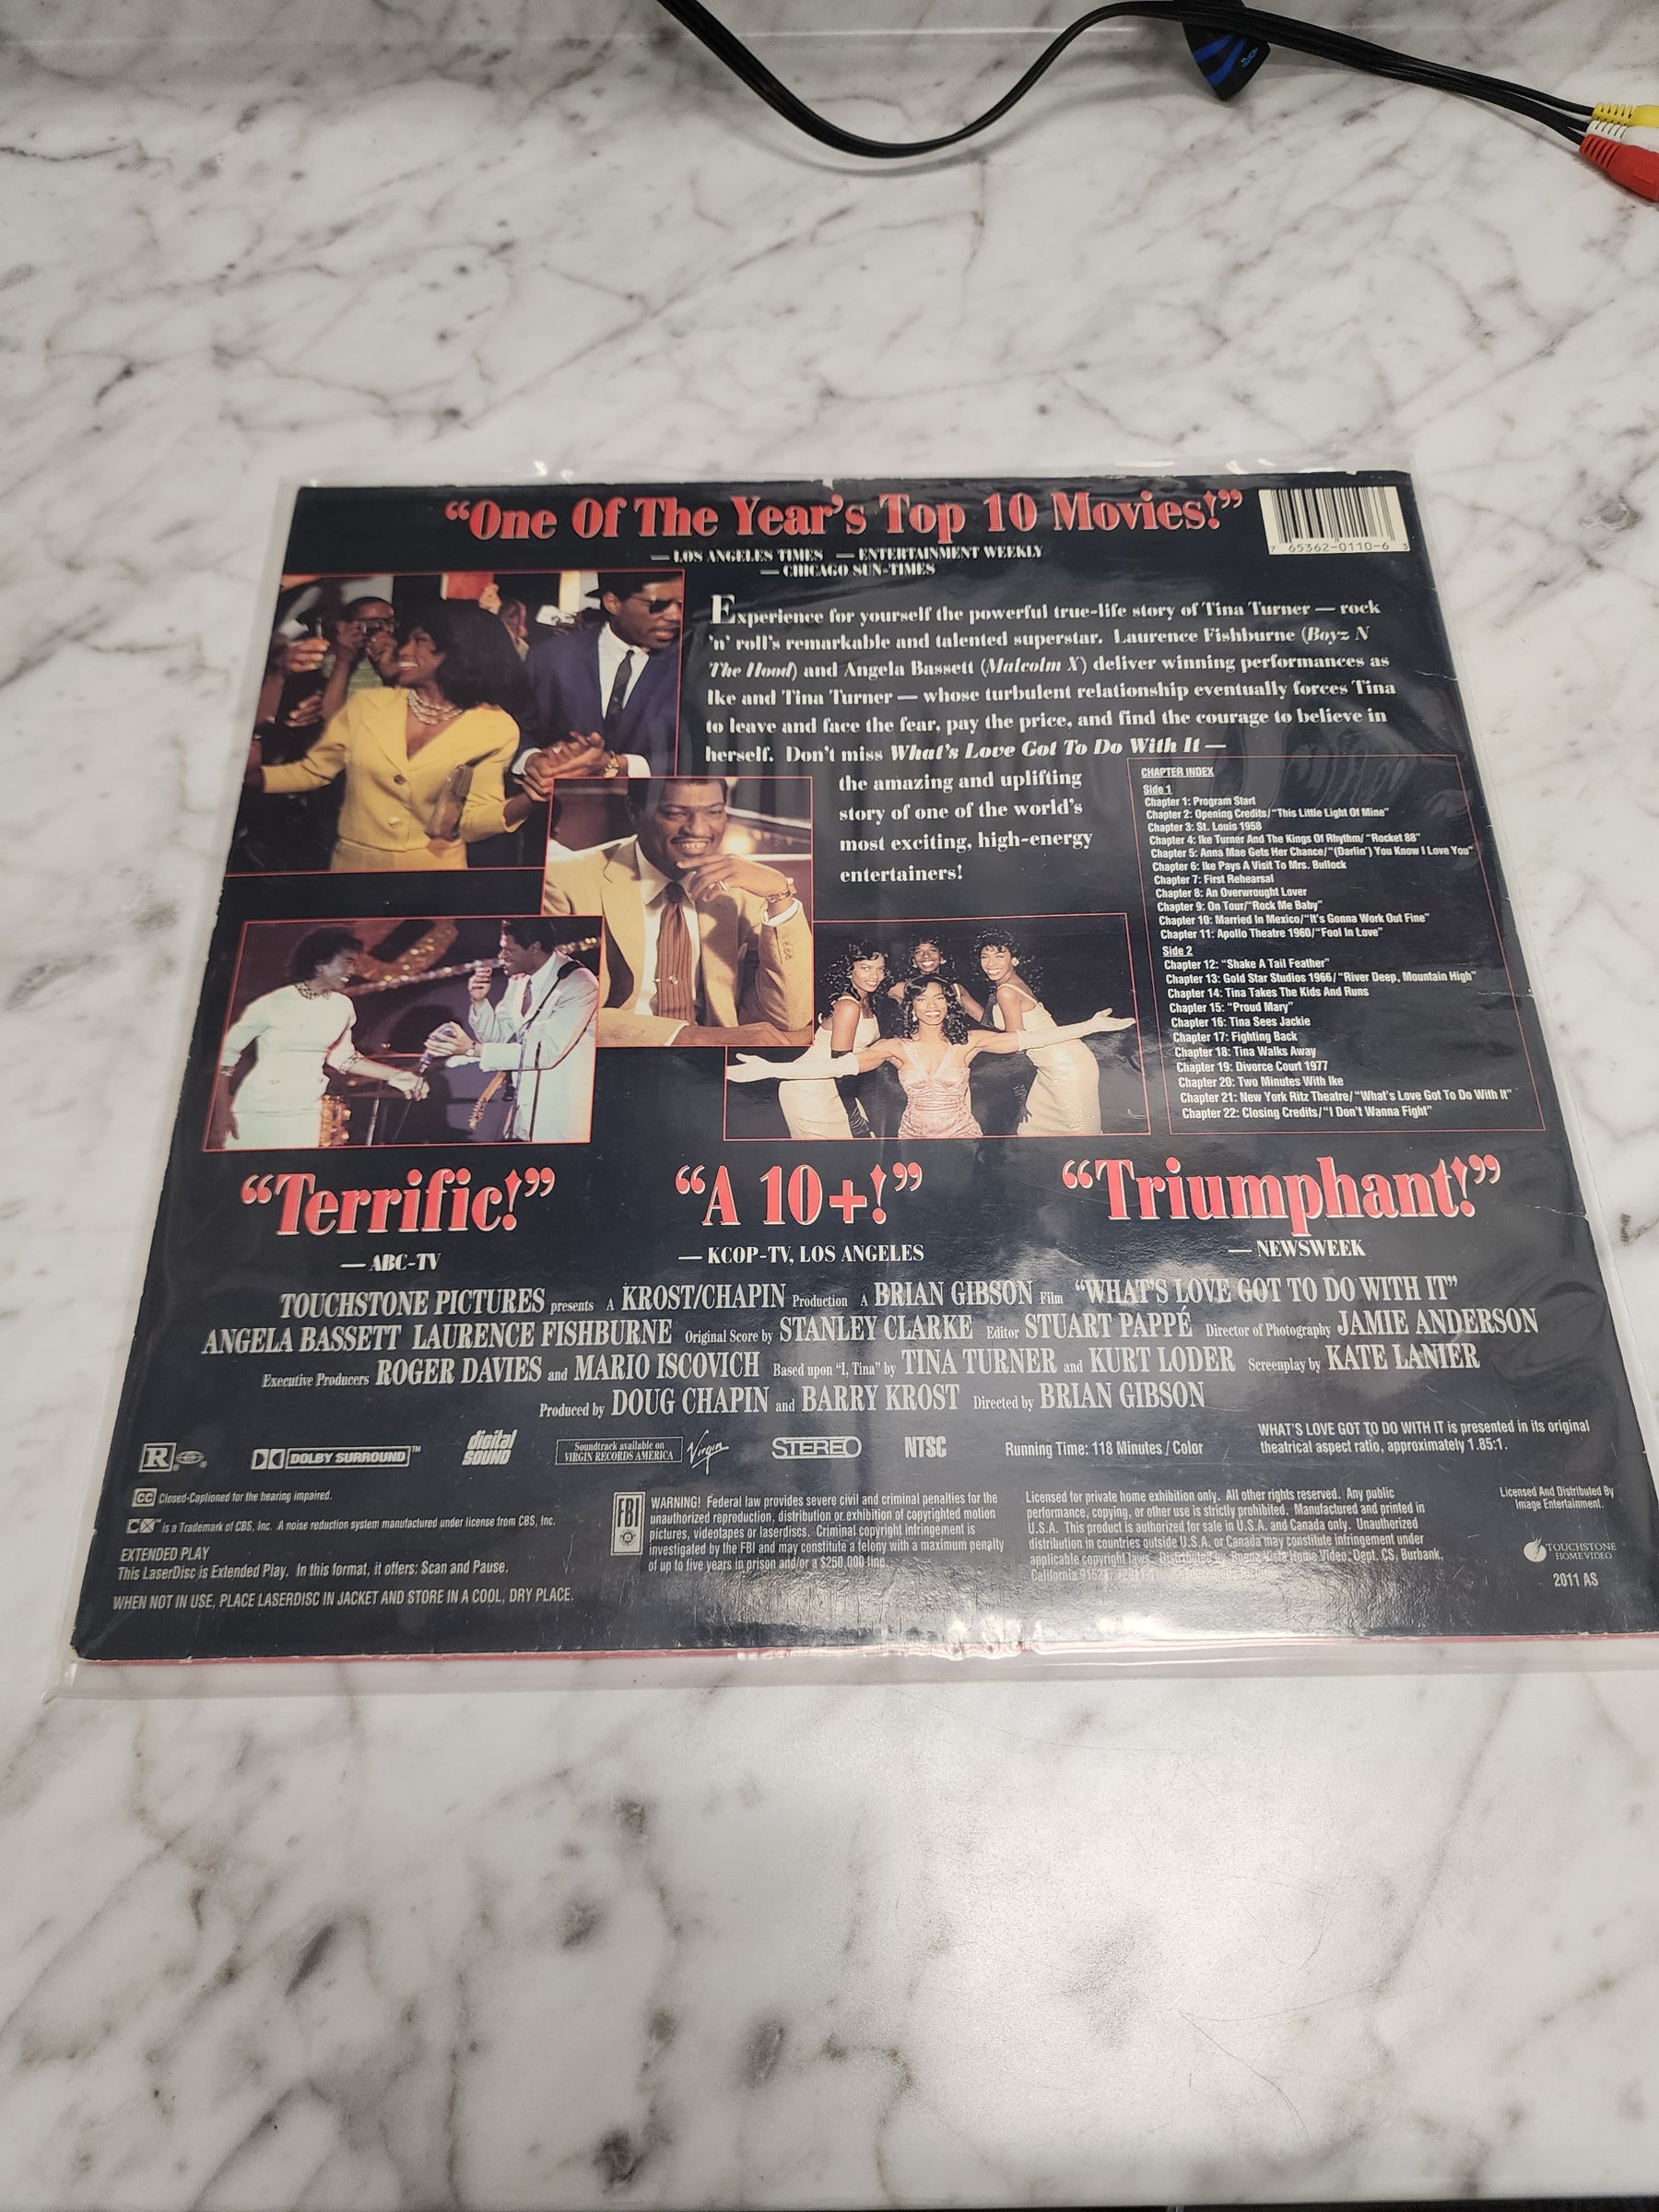 “One Of The Year’s Top 10 Movies!”
— LOS ANGELES TIMES — ENTERTAINMENT WEEKLY
— CHICAGO SUN-TIMES
7 65362-0110-6 3
Experience for yourself the powerful true-life story of Tina Turner — rock
’n’ roll’s remarkable and talented superstar. Laurence Fishburne (Boyz N
The Hood) and Angela Bassett (Malcolm X) deliver winning performances as
Ike and Tina Turner — whose turbulent relationship eventually forces Tina
to leave and face the fear, pay the price, and find the courage to believe in
herself. Don’t miss What’s Love Got To Do With It —
the amazing and uplifting
story of one of the world’s
most exciting, high-energy
entertainers!
CHAPTER INDEX
Side 1
Chapter 1: Program Start
Chapter 2: Opening Credits/“This Little Light Of Mine”
Chapter 3: St. Louis 1958
Chapter 4: Ike Turner And The Kings Of Rhythm/“Rocket 88”
Chapter 5: Anna Mae Gets Her Chance/“(Darlin’) You Know I Love You”
Chapter 6: Ike Pays A Visit To Mrs. Bullock
Chapter 7: First Rehearsal
Chapter 8: An Overwrought Lover
Chapter 9: On Tour/“Rock Me Baby”
Chapter 10: Married In Mexico/“It’s Gonna Work Out Fine”
Chapter 11: Apollo Theatre 1960/“Fool In Love”
Side 2
Chapter 12: “Shake A Tail Feather”
Chapter 13: Gold Star Studios 1966/“River Deep, Mountain High”
Chapter 14: Tina Takes The Kids And Runs
Chapter 15: “Proud Mary”
Chapter 16: Tina Sees Jackie
Chapter 17: Fighting Back
Chapter 18: Tina Walks Away
Chapter 19: Divorce Court 1977
Chapter 20: Two Minutes With Ike
Chapter 21: New York Ritz Theatre/“What’s Love Got To Do With It”
Chapter 22: Closing Credits/“I Don’t Wanna Fight”
“Terrific!”
— ABC-TV
“A 10+!”
— KCOP-TV, LOS ANGELES
“Triumphant!”
— NEWSWEEK
TOUCHSTONE PICTURES presents A KROST/CHAPIN Production A BRIAN GIBSON Film “WHAT’S LOVE GOT TO DO WITH IT”
ANGELA BASSETT LAURENCE FISHBURNE Original Score by STANLEY CLARKE Editor STUART PAPPÉ Director of Photography JAMIE ANDERSON
Executive Producers ROGER DAVIES and MARIO ISCOVICH Based upon “I, Tina” by TINA TURNER and KURT LODER Screenplay by KATE LANIER
Produced by DOUG CHAPIN and BARRY KROST Directed by BRIAN GIBSON
R
DOLBY SURROUND™
digital
SOUND
Soundtrack available on
VIRGIN RECORDS AMERICA
Virgin
STEREO
NTSC
Running Time: 118 Minutes / Color
WHAT’S LOVE GOT TO DO WITH IT is presented in its original
theatrical aspect ratio, approximately 1.85:1.
CC Closed-Captioned for the hearing impaired.
CX™ is a Trademark of CBS, Inc. A noise reduction system manufactured under license from CBS, Inc.
EXTENDED PLAY
This LaserDisc is Extended Play. In this format, it offers: Scan and Pause.
WHEN NOT IN USE, PLACE LASERDISC IN JACKET AND STORE IN A COOL, DRY PLACE.
FBI
WARNING! Federal law provides severe civil and criminal penalties for the
unauthorized reproduction, distribution or exhibition of copyrighted motion
pictures, videotapes or laserdiscs. Criminal copyright infringement is
investigated by the FBI and may constitute a felony with a maximum penalty
of up to five years in prison and/or a $250,000 fine.
Licensed for private home exhibition only. All other rights reserved. Any public
performance, copying, or other use is strictly prohibited. Manufactured and printed in
U.S.A. This product is authorized for sale in U.S.A. and Canada only. Unauthorized
distribution in countries outside U.S.A. or Canada may constitute infringement under
applicable copyright laws. Distributed by Buena Vista Home Video, Dept. CS, Burbank,
California
Licensed And Distributed By
Image Entertainment.
TOUCHSTONE
HOME VIDEO
2011 AS